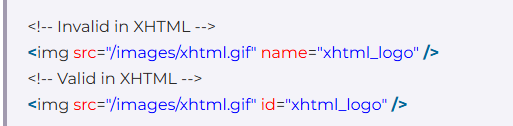 <!-- Invalid in XHTML -->
<img src="/images/xhtml.gif" name="xhtml_logo" />
<!-- Valid in XHTML -->
<img src="/images/xhtml.gif" id="xhtml_logo" />